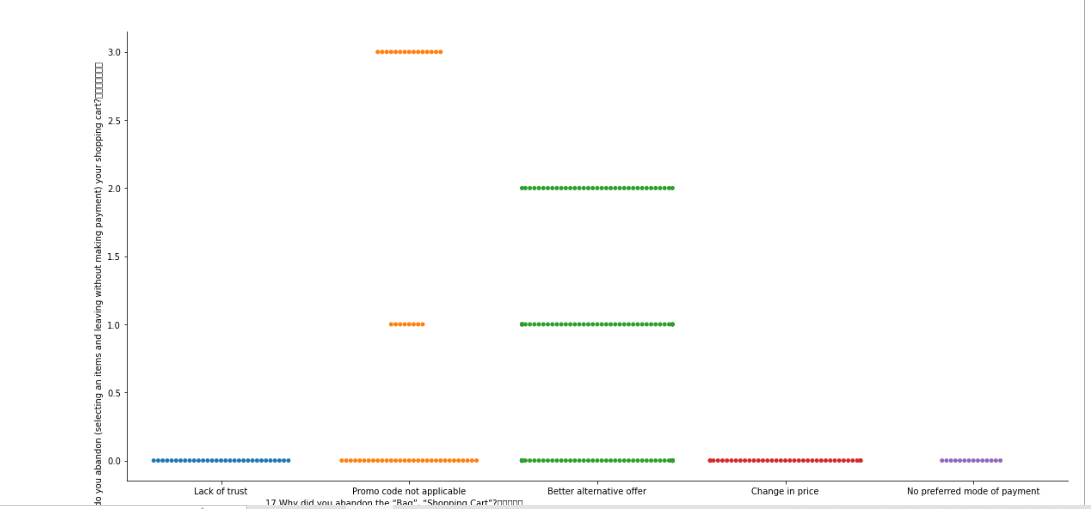 3.0
2.5
2.0
1.5
1.0
0.5
0.0
do you abandon (selecting an items and leaving without making payment) your shopping cart?
Lack of trust
Promo code not applicable
Better alternative offer
Change in price
No preferred mode of payment
17 Why did you abandon the “Bag”, “Shopping Cart”?